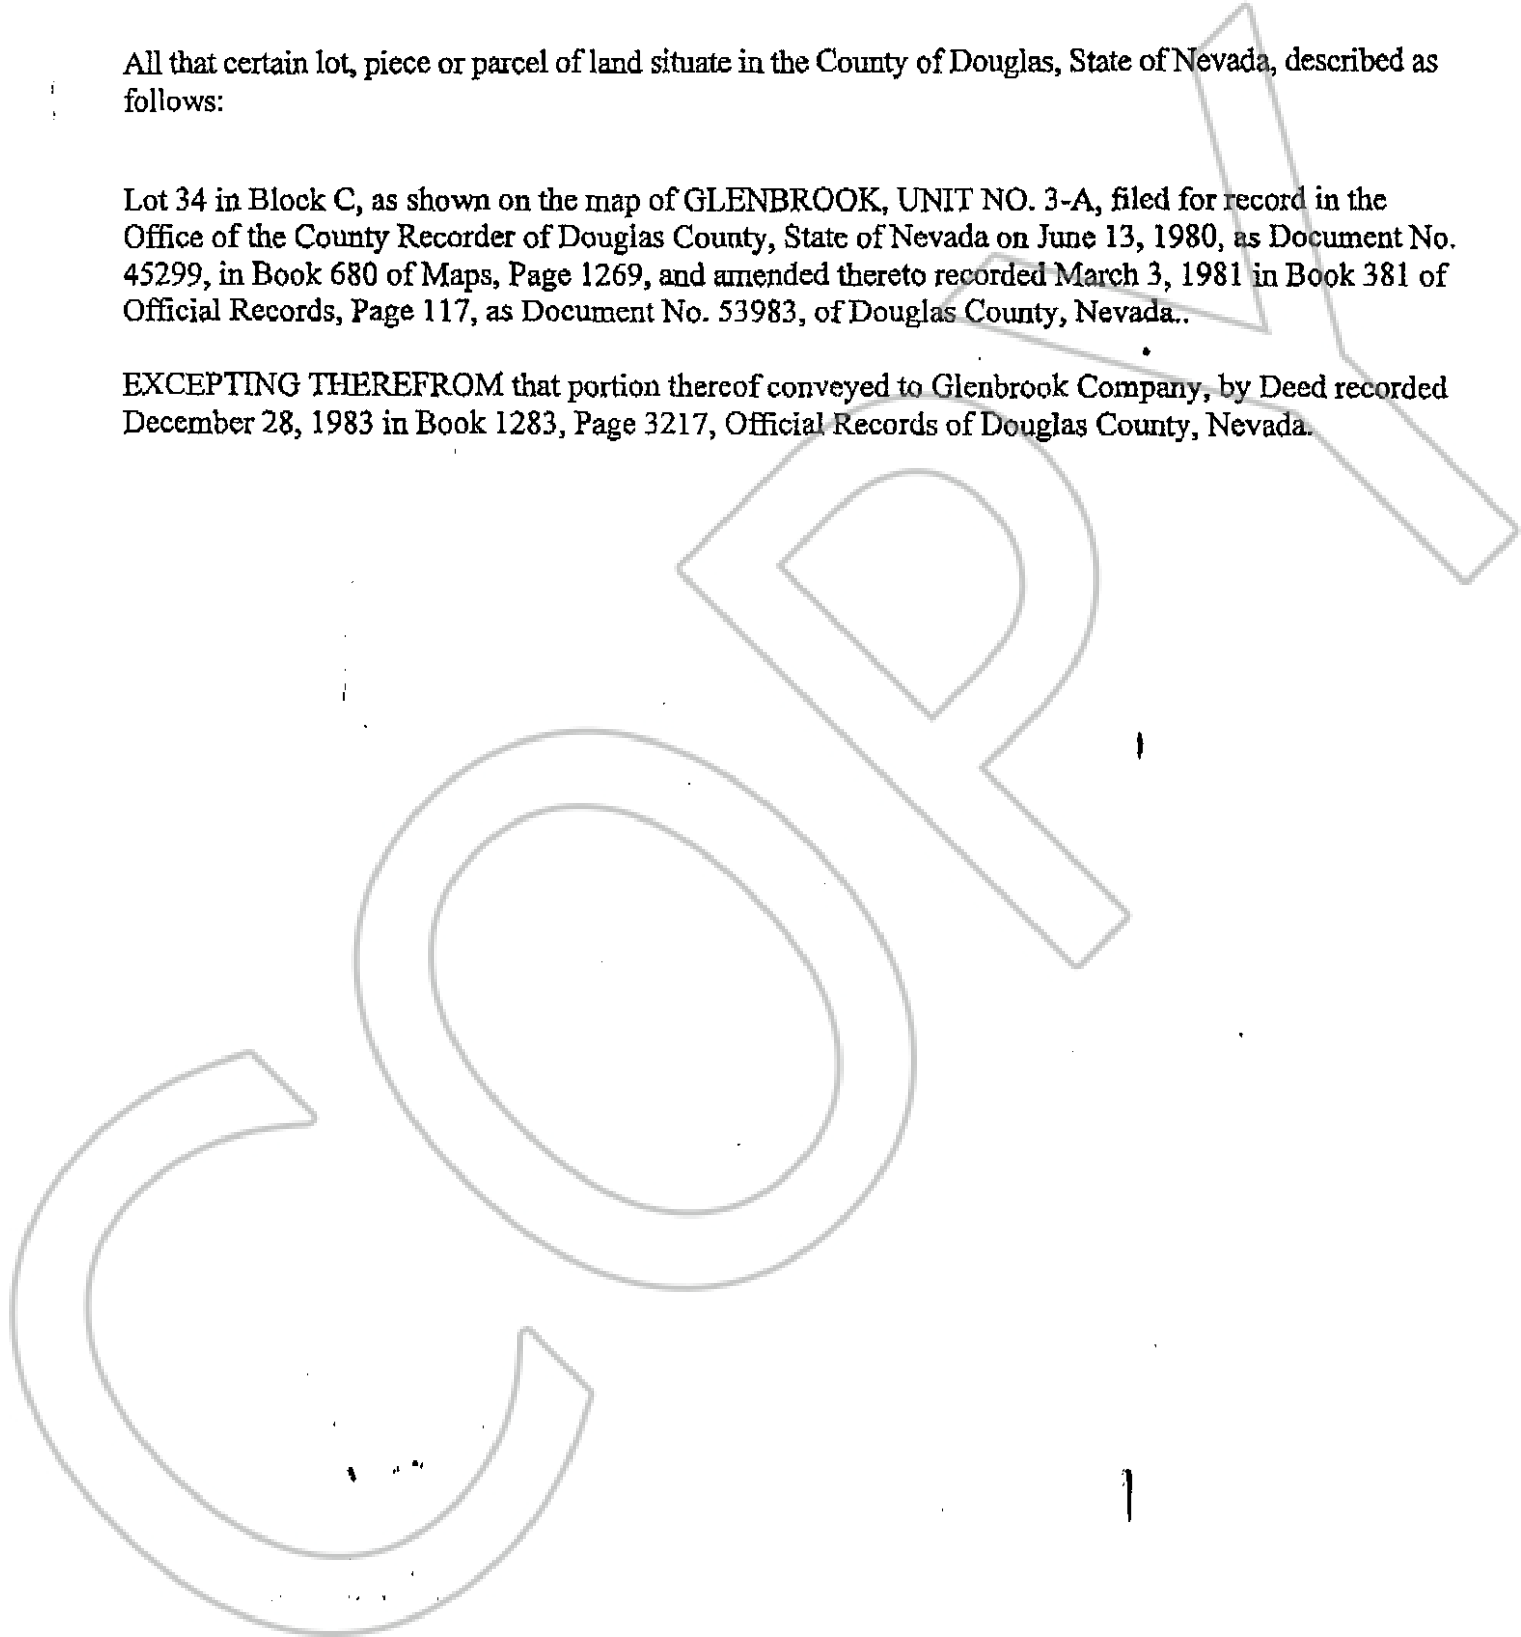 All that certain lot, piece or parcel of land situate in the County of Douglas, State of Nevada, described as
follows:
Lot 34 in Block C, as shown on the map of GLENBROOK, UNIT NO. 3-A, filed for record in the
Office of the County Recorder of Douglas County, State of Nevada on June 13, 1980, as Document No.
45299, in Book 680 of Maps, Page 1269, and amended thereto recorded March 3, 1981 in Book 381 of
Official Records, Page 117, as Document No. 53983, of Douglas County, Nevada..
EXCEPTING THEREFROM that portion thereof conveyed to Glenbrook Company, by Deed recorded
December 28, 1983 in Book 1283, Page 3217, Official Records of Douglas County, Nevada.
COPY